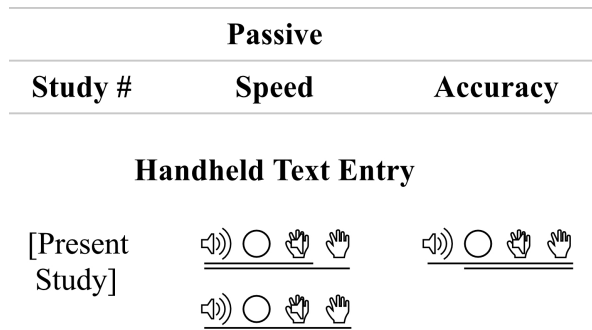 Passive
Study # Speed Accuracy
Handheld Text Entry
[Present
Study]